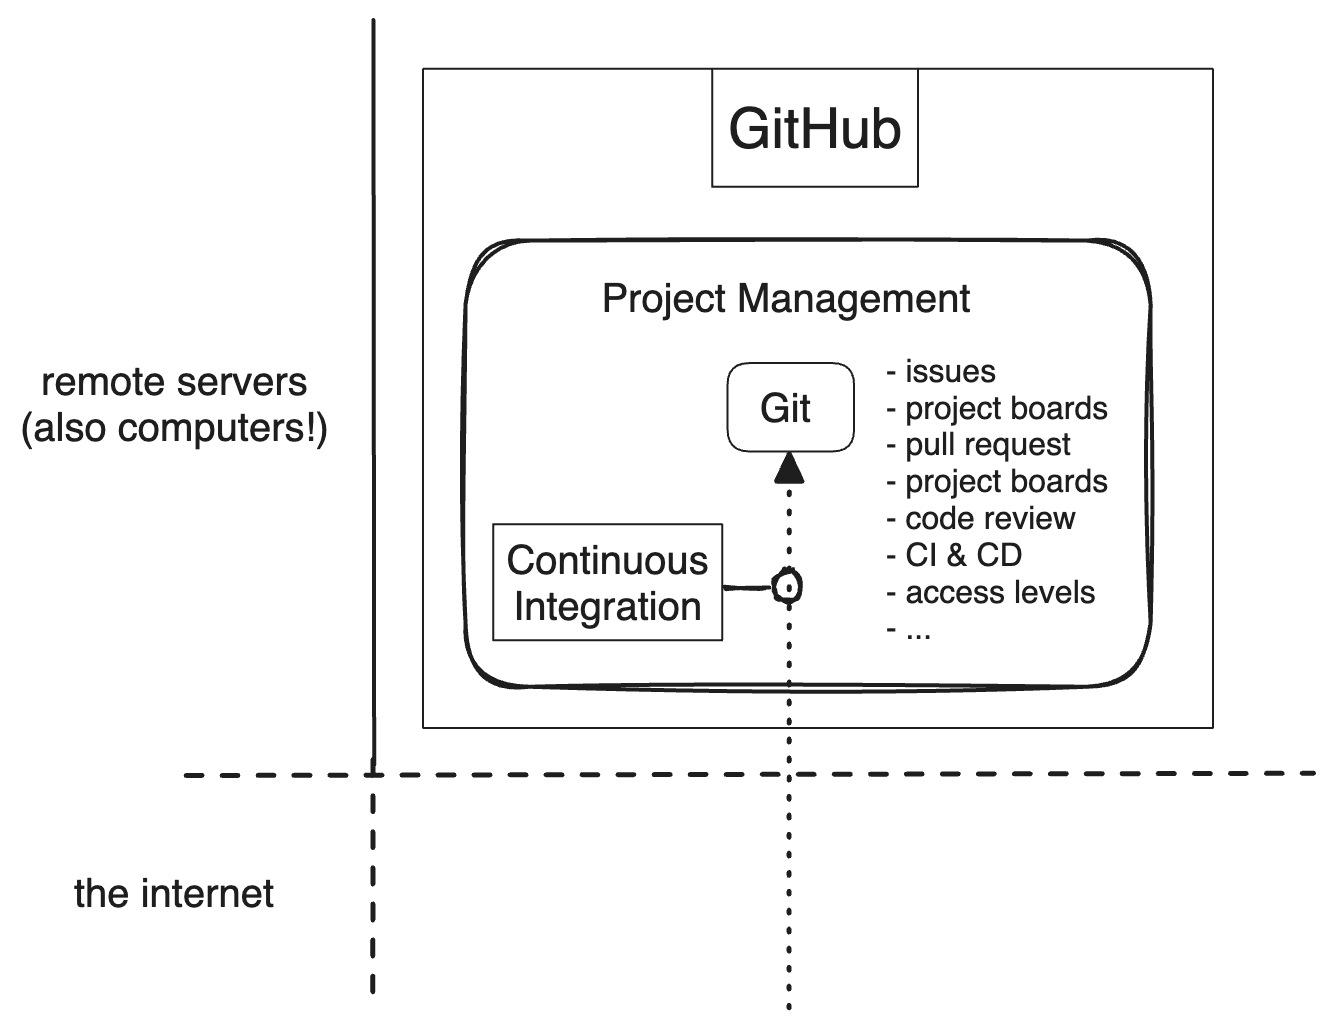 GitHub
Project Management
remote servers
(also computers!)
Git
- issues
- project boards
- pull request
- project boards
- code review
- CI & CD
- access levels
- ...
Continuous
Integration
the internet